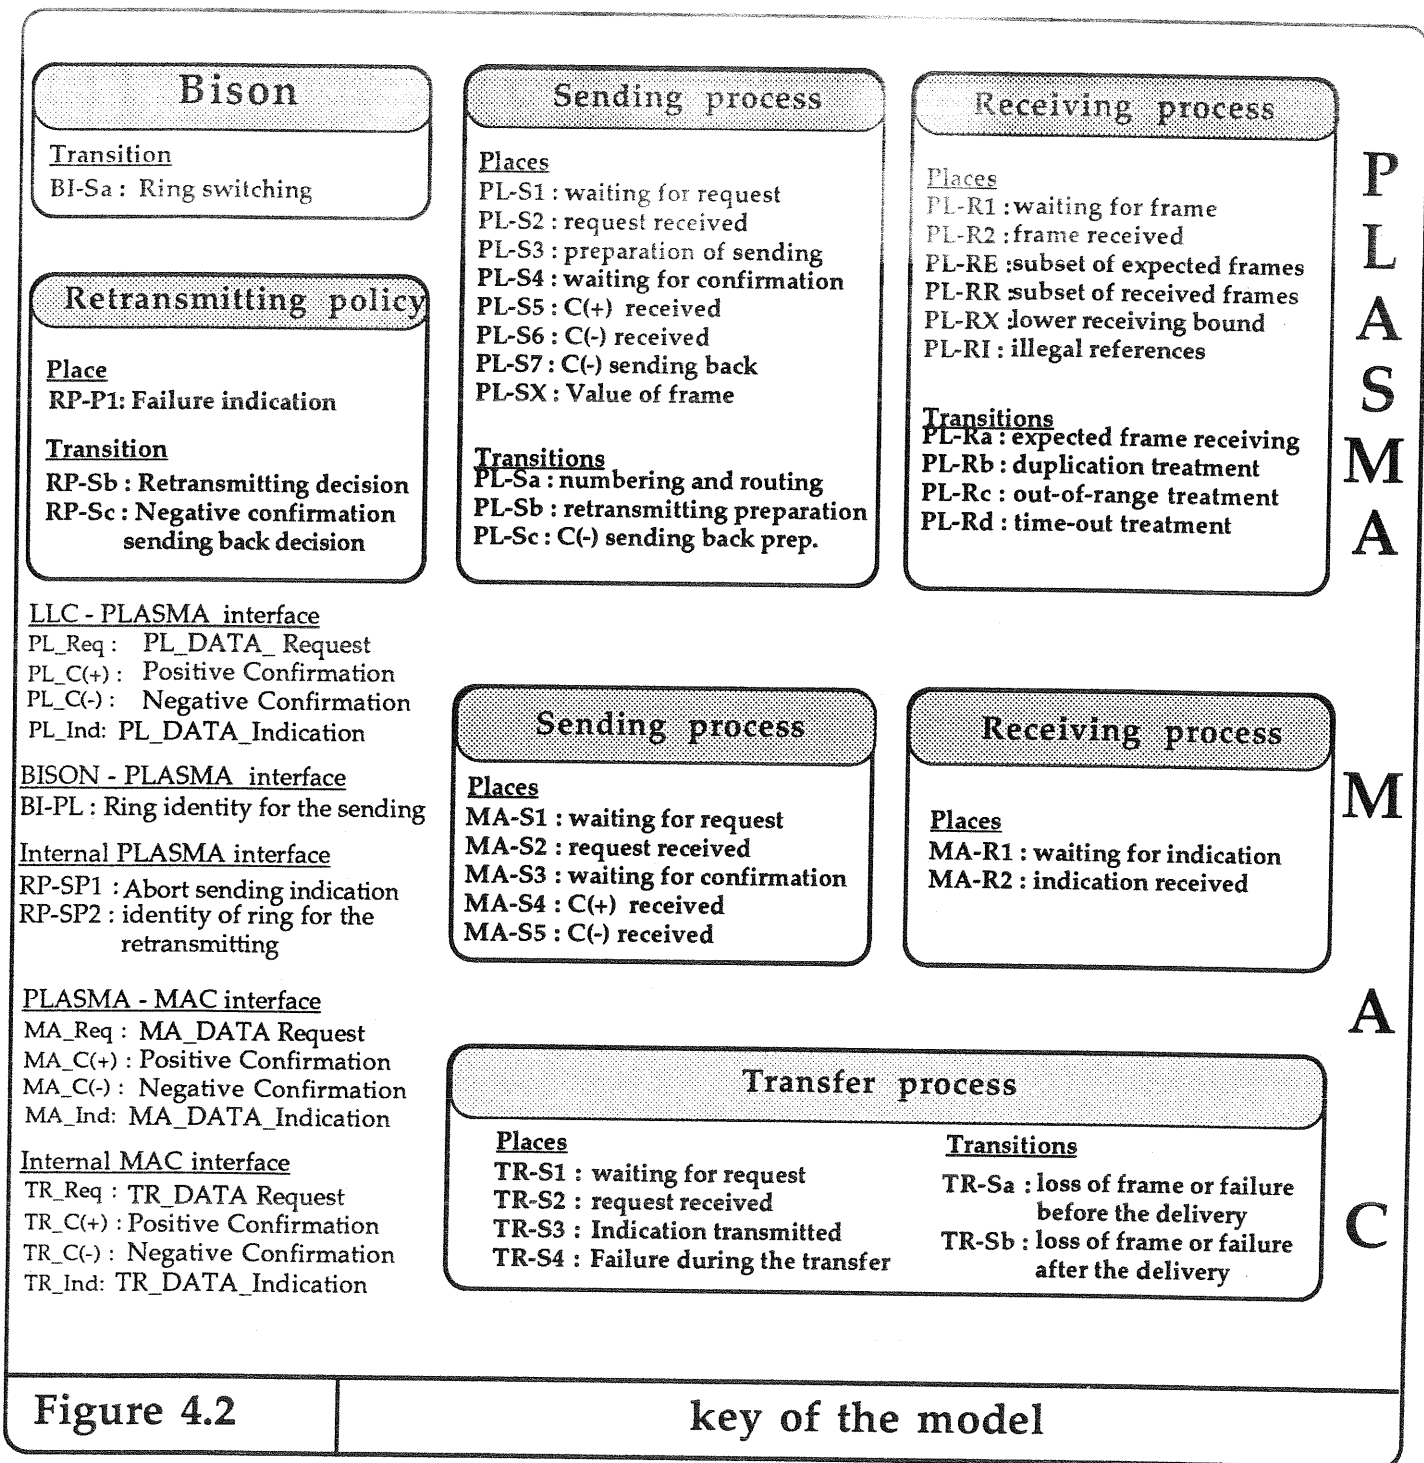 Bison
Transition
BI-Sa : Ring switching
Retransmitting policy
Place
RP-P1: Failure indication
Transition
RP-Sb : Retransmitting decision
RP-Sc : Negative confirmation
sending back decision
Sending process
Places
PL-S1 : waiting for request
PL-S2 : request received
PL-S3 : preparation of sending
PL-S4 : waiting for confirmation
PL-S5 : C(+) received
PL-S6 : C(-) received
PL-S7 : C(-) sending back
PL-SX : Value of frame
Transitions
PL-Sa : numbering and routing
PL-Sb : retransmitting preparation
PL-Sc : C(-) sending back prep.
Receiving process
Places
PL-R1 : waiting for frame
PL-R2 : frame received
PL-RE :subset of expected frames
PL-RR :subset of received frames
PL-RX :lower receiving bound
PL-RI : illegal references
Transitions
PL-Ra : expected frame receiving
PL-Rb : duplication treatment
PL-Rc : out-of-range treatment
PL-Rd : time-out treatment
P
L
A
S
M
A
LLC - PLASMA interface
PL_Req : PL_DATA_ Request
PL_C(+) : Positive Confirmation
PL_C(-) : Negative Confirmation
PL_Ind: PL_DATA_Indication
BISON - PLASMA interface
BI-PL : Ring identity for the sending
Internal PLASMA interface
RP-SP1 : Abort sending indication
RP-SP2 : identity of ring for the
retransmitting
PLASMA - MAC interface
MA_Req : MA_DATA Request
MA_C(+) : Positive Confirmation
MA_C(-) : Negative Confirmation
MA_Ind: MA_DATA_Indication
Internal MAC interface
TR_Req : TR_DATA Request
TR_C(+) : Positive Confirmation
TR_C(-) : Negative Confirmation
TR_Ind: TR_DATA_Indication
Sending process
Places
MA-S1 : waiting for request
MA-S2 : request received
MA-S3 : waiting for confirmation
MA-S4 : C(+) received
MA-S5 : C(-) received
Receiving process
Places
MA-R1 : waiting for indication
MA-R2 : indication received
Transfer process
Places
TR-S1 : waiting for request
TR-S2 : request received
TR-S3 : Indication transmitted
TR-S4 : Failure during the transfer
Transitions
TR-Sa : loss of frame or failure
before the delivery
TR-Sb : loss of frame or failure
after the delivery
M
A
C
Figure 4.2
key of the model